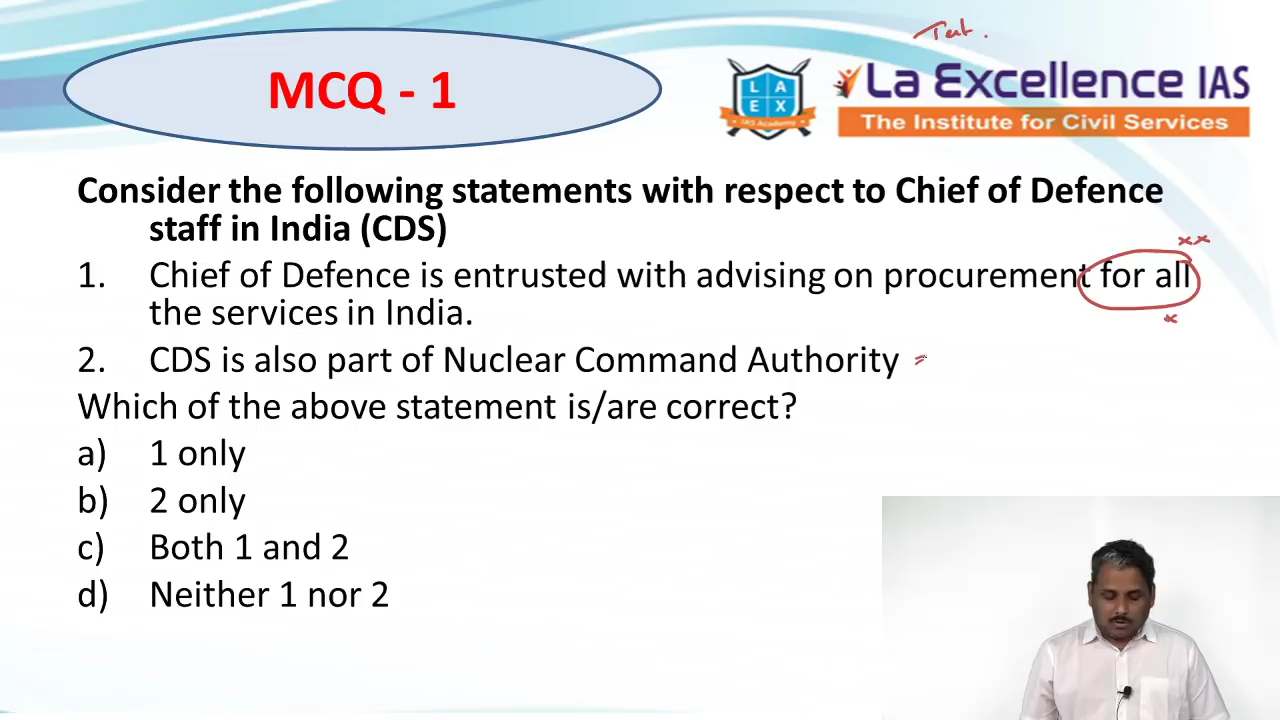 MCQ - 1
L A
E X
IAS Academy
La Excellence IAS
The Institute for Civil Services
Consider the following statements with respect to Chief of Defence
staff in India (CDS)
1. Chief of Defence is entrusted with advising on procurement for all
the services in India.
2. CDS is also part of Nuclear Command Authority
Which of the above statement is/are correct?
a) 1 only
b) 2 only
c) Both 1 and 2
d) Neither 1 nor 2